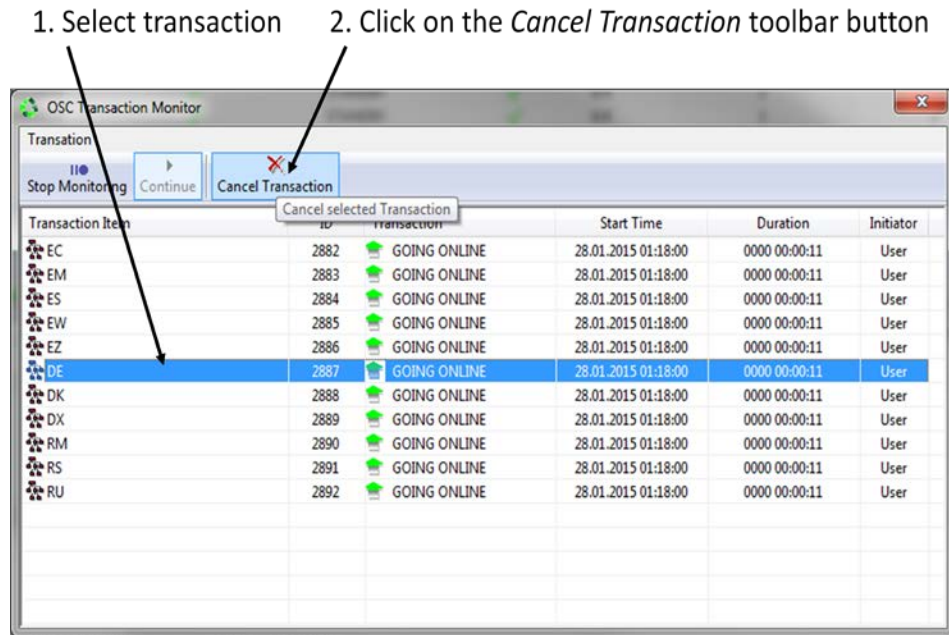 1. Select transaction 2. Click on the Cancel Transaction toolbar button
OSC Transaction Monitor
Transation
Stop Monitoring Continue Cancel Transaction
Cancel selected Transaction
Transaction Item ID Transaction Start Time Duration Initiator
EC 2882 GOING ONLINE 28.01.2015 01:18:00 0000 00:00:11 User
EM 2883 GOING ONLINE 28.01.2015 01:18:00 0000 00:00:11 User
ES 2884 GOING ONLINE 28.01.2015 01:18:00 0000 00:00:11 User
EW 2885 GOING ONLINE 28.01.2015 01:18:00 0000 00:00:11 User
EZ 2886 GOING ONLINE 28.01.2015 01:18:00 0000 00:00:11 User
DE 2887 GOING ONLINE 28.01.2015 01:18:00 0000 00:00:11 User
DK 2888 GOING ONLINE 28.01.2015 01:18:00 0000 00:00:11 User
DX 2889 GOING ONLINE 28.01.2015 01:18:00 0000 00:00:11 User
RM 2890 GOING ONLINE 28.01.2015 01:18:00 0000 00:00:11 User
RS 2891 GOING ONLINE 28.01.2015 01:18:00 0000 00:00:11 User
RU 2892 GOING ONLINE 28.01.2015 01:18:00 0000 00:00:11 User